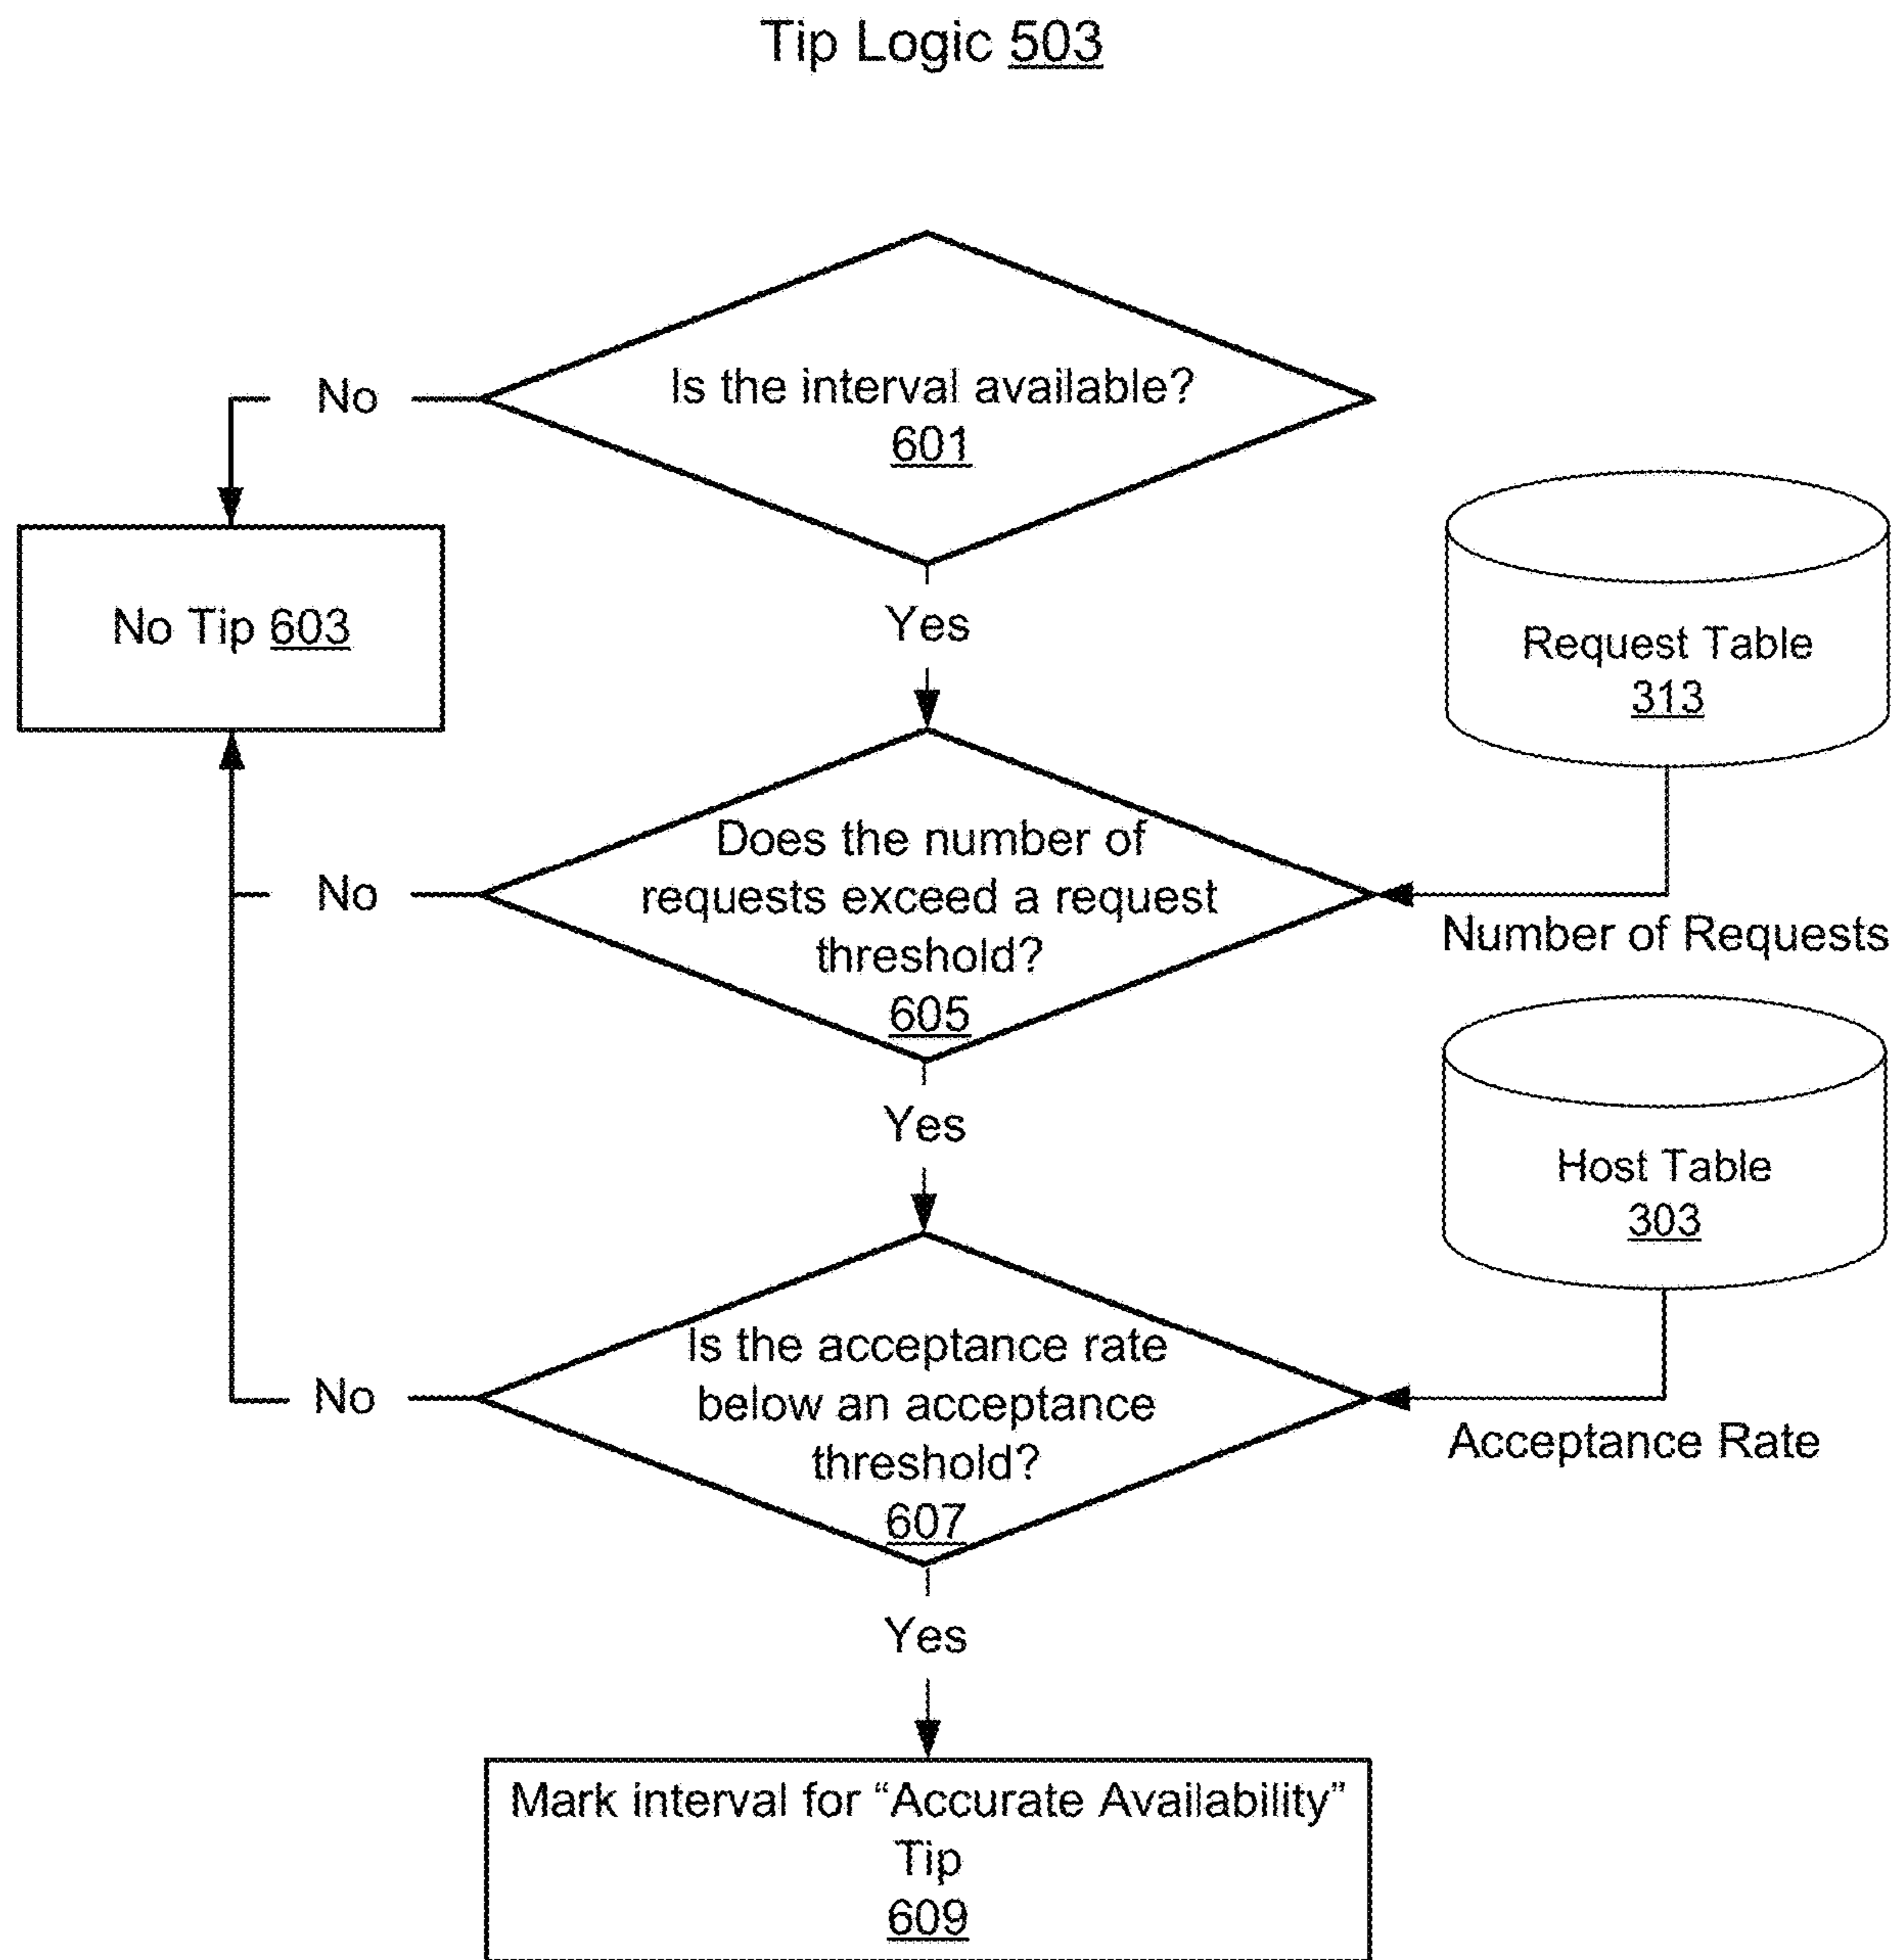 Tip Logic 503
Is the interval available?
601
No
No Tip 603
Yes
Request Table
313
Does the number of
requests exceed a request
threshold?
605
No
Number of Requests
Yes
Host Table
303
Is the acceptance rate
below an acceptance
threshold?
607
No
Acceptance Rate
Yes
Mark interval for “Accurate Availability”
Tip
609